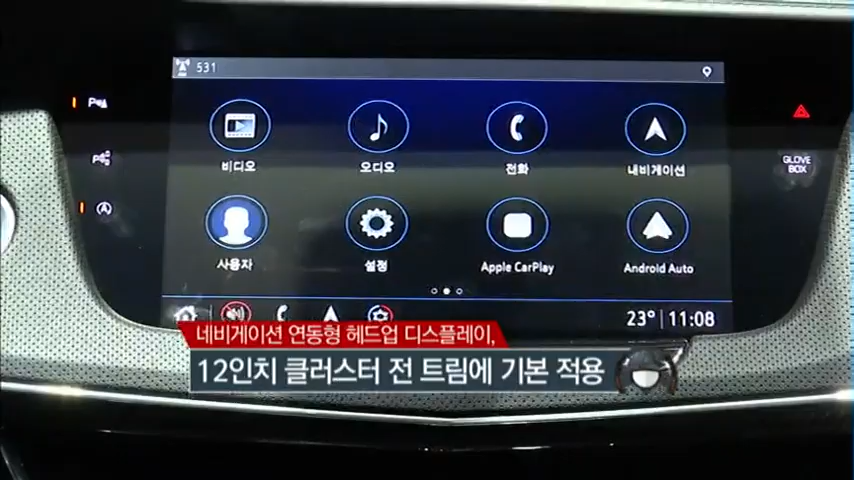 531
비디오
오디오
전화
내비게이션
사용자
설정
Apple CarPlay
Android Auto
23° 11:08
GLOVE
BOX
네비게이션 연동형 헤드업 디스플레이,
12인치 클러스터 전 트림에 기본 적용